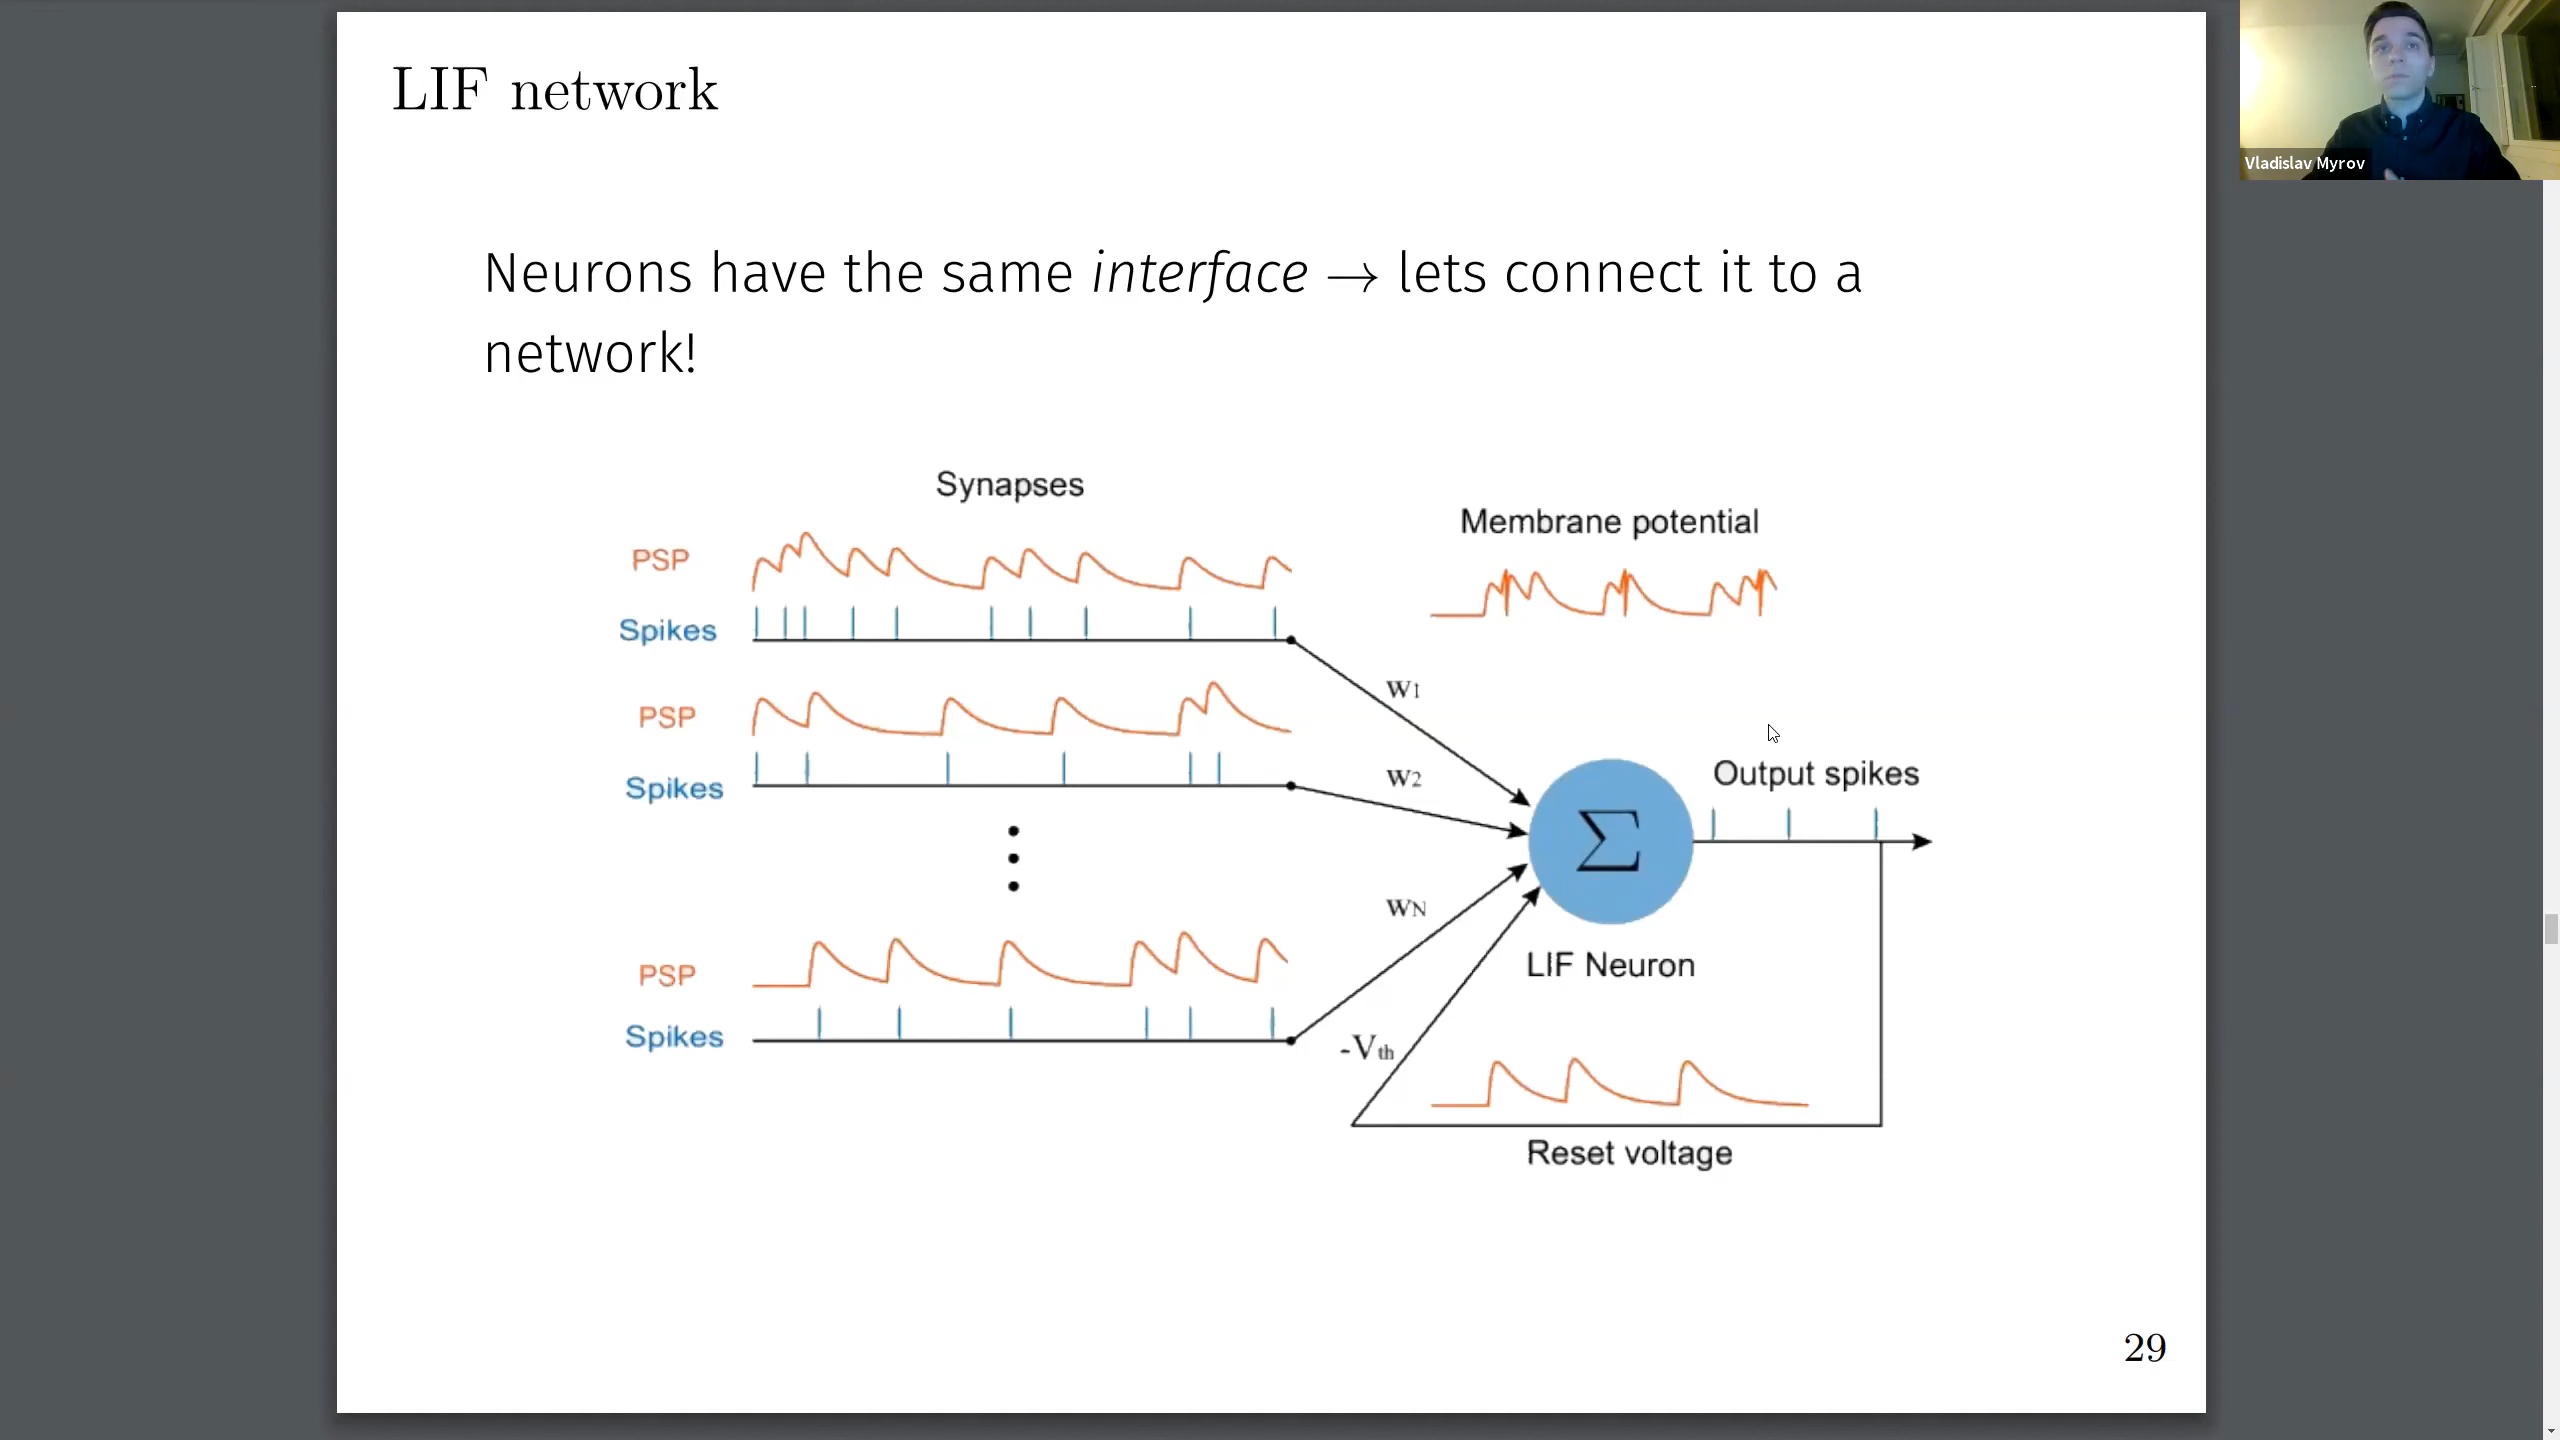 LIF network
Vladislav Myrov
Neurons have the same interface → lets connect it to a
network!
Synapses
Membrane potential
PSP
Spikes
w1
PSP
Spikes
w2
Output spikes
Σ
wN
LIF Neuron
PSP
Spikes
-Vth
Reset voltage
29